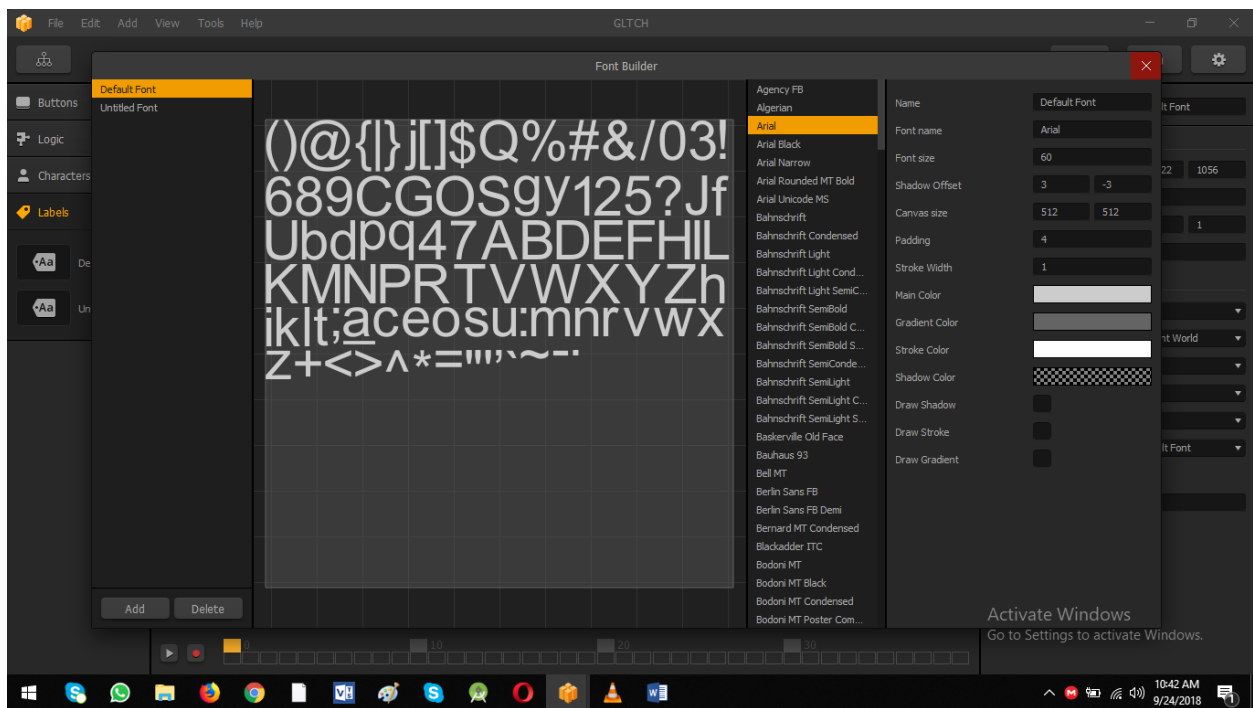 File Edit Add View Tools Help GLTCH
Font Builder
Buttons
Logic
Characters
Labels
Aa De
Aa Un
Default Font
Untitled Font
Add Delete
()@{|}j[]$Q%#&/03!
689CGOSgy125?Jf
Ubdpq47ABDEFHIL
KMNPRTVWXYZh
iklt;aceosu:mnrvwx
z+<>^*="',`~-.
Agency FB
Algerian
Arial
Arial Black
Arial Narrow
Arial Rounded MT Bold
Arial Unicode MS
Bahnschrift
Bahnschrift Condensed
Bahnschrift Light
Bahnschrift Light Cond...
Bahnschrift Light SemiC...
Bahnschrift SemiBold
Bahnschrift SemiBold C...
Bahnschrift SemiBold S...
Bahnschrift SemiConde...
Bahnschrift SemiLight
Bahnschrift SemiLight C...
Bahnschrift SemiLight S...
Baskerville Old Face
Bauhaus 93
Bell MT
Berlin Sans FB
Berlin Sans FB Demi
Bernard MT Condensed
Blackadder ITC
Bodoni MT
Bodoni MT Black
Bodoni MT Condensed
Bodoni MT Poster Com...
Name Default Font
Font name Arial
Font size 60
Shadow Offset 3 -3
Canvas size 512 512
Padding 4
Stroke Width 1
Main Color
Gradient Color
Stroke Color
Shadow Color
Draw Shadow
Draw Stroke
Draw Gradient
lt Font
22 1056
1
nt World
lt Font
0 10 20 30
Activate Windows
Go to Settings to activate Windows.
10:42 AM
9/24/2018